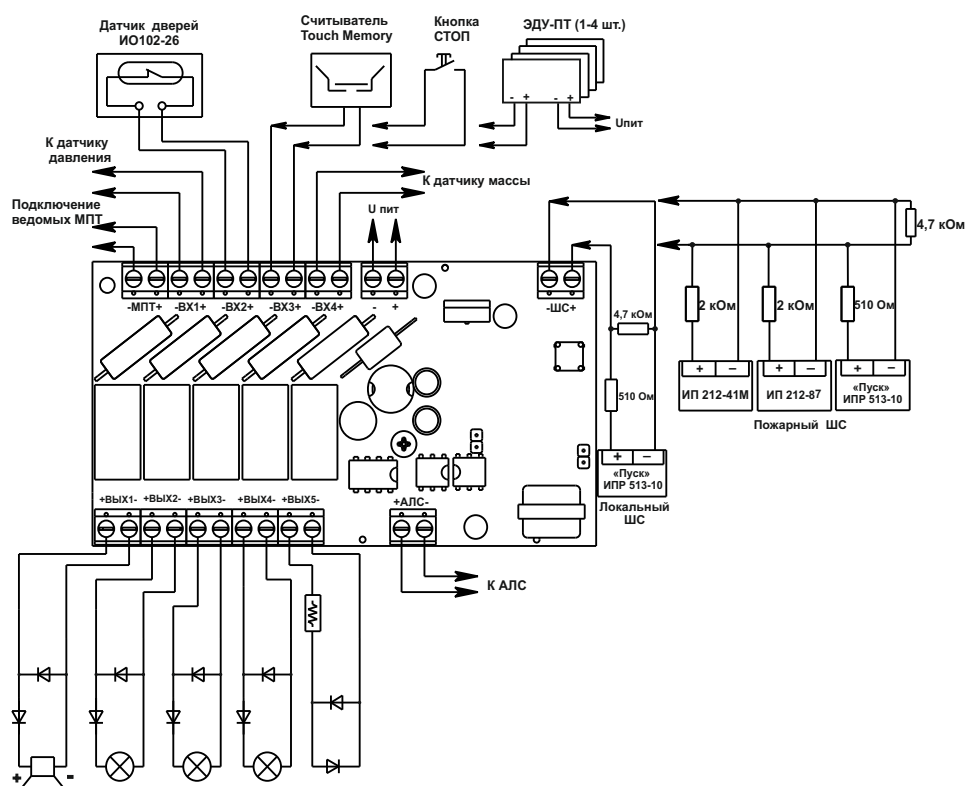 Датчик дверей
ИО102-26
Считыватель
Touch Memory
Кнопка
СТОП
ЭДУ-ПТ (1-4 шт.)
- + - +
Uпит
К датчику
давления
К датчику массы
Подключение
ведомых МПТ
U пит
4,7 кОм
-МПТ+ -ВХ1+ -ВХ2+ -ВХ3+ -ВХ4+ - + -ШС+
2 кОм 2 кОм 510 Ом
4,7 кОм
510 Ом
+ − + − + −
ИП 212-41М ИП 212-87 «Пуск»
ИПР 513-10
Пожарный ШС
+ −
«Пуск»
ИПР 513-10
Локальный
ШС
+ВЫХ1- +ВЫХ2- +ВЫХ3- +ВЫХ4- +ВЫХ5- +АЛС-
К АЛС
+ -